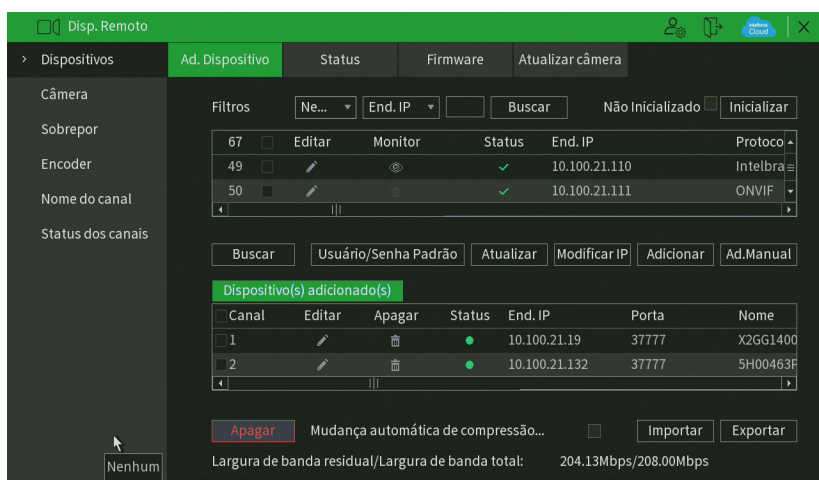 Disp. Remoto
intelbras Cloud
Dispositivos
Ad. Dispositivo Status Firmware Atualizar câmera
Câmera
Sobrepor
Encoder
Nome do canal
Status dos canais
Filtros Ne... End. IP Buscar Não Inicializado Inicializar
67 Editar Monitor Status End. IP Protoco
49 10.100.21.110 Intelbra
50 10.100.21.111 ONVIF
Buscar Usuário/Senha Padrão Atualizar Modificar IP Adicionar Ad.Manual
Dispositivo(s) adicionado(s)
Canal Editar Apagar Status End. IP Porta Nome
1 10.100.21.19 37777 X2GG1400
2 10.100.21.132 37777 5H00463F
Apagar Mudança automática de compressão... Importar Exportar
Nenhum
Largura de banda residual/Largura de banda total: 204.13Mbps/208.00Mbps